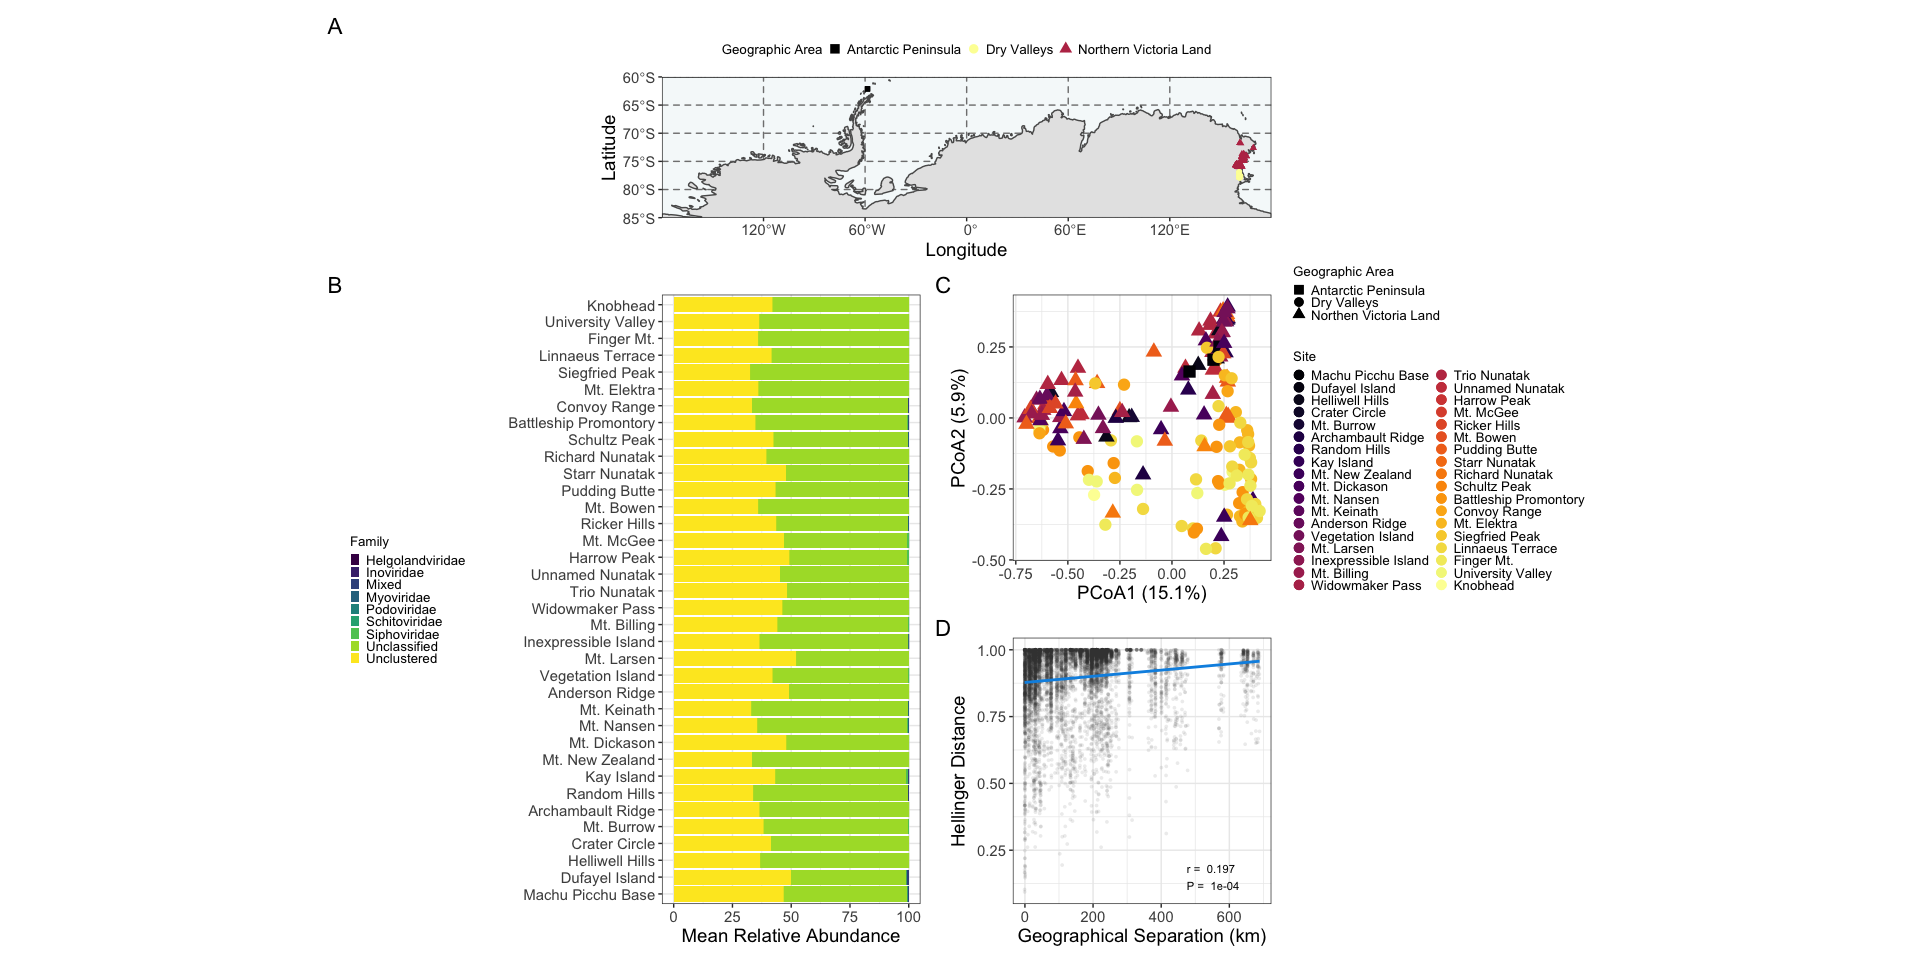 A
Geographic Area Antarctic Peninsula Dry Valleys Northern Victoria Land
60°S
65°S
70°S
75°S
80°S
85°S
Latitude
120°W 60°W 0° 60°E 120°E
Longitude
B
Knobhead
University Valley
Finger Mt.
Linnaeus Terrace
Siegfried Peak
Mt. Elektra
Convoy Range
Battleship Promontory
Schultz Peak
Richard Nunatak
Starr Nunatak
Pudding Butte
Mt. Bowen
Ricker Hills
Mt. McGee
Harrow Peak
Unnamed Nunatak
Trio Nunatak
Widowmaker Pass
Mt. Billing
Inexpressible Island
Mt. Larsen
Vegetation Island
Anderson Ridge
Mt. Keinath
Mt. Nansen
Mt. Dickason
Mt. New Zealand
Kay Island
Random Hills
Archambault Ridge
Mt. Burrow
Crater Circle
Helliwell Hills
Dufayel Island
Machu Picchu Base
0 25 50 75 100
Mean Relative Abundance
Family
Helgolandviridae
Inoviridae
Mixed
Myoviridae
Podoviridae
Schitoviridae
Siphoviridae
Unclassified
Unclustered
C
0.25
0.00
-0.25
-0.50
PCoA2 (5.9%)
-0.75 -0.50 -0.25 0.00 0.25
PCoA1 (15.1%)
Geographic Area
Antarctic Peninsula
Dry Valleys
Northen Victoria Land
Site
Machu Picchu Base
Dufayel Island
Helliwell Hills
Crater Circle
Mt. Burrow
Archambault Ridge
Random Hills
Kay Island
Mt. New Zealand
Mt. Dickason
Mt. Nansen
Mt. Keinath
Anderson Ridge
Vegetation Island
Mt. Larsen
Inexpressible Island
Mt. Billing
Widowmaker Pass
Trio Nunatak
Unnamed Nunatak
Harrow Peak
Mt. McGee
Ricker Hills
Mt. Bowen
Pudding Butte
Starr Nunatak
Richard Nunatak
Schultz Peak
Battleship Promontory
Convoy Range
Mt. Elektra
Siegfried Peak
Linnaeus Terrace
Finger Mt.
University Valley
Knobhead
D
1.00
0.75
0.50
0.25
Hellinger Distance
r = 0.197
P = 1e-04
0 200 400 600
Geographical Separation (km)